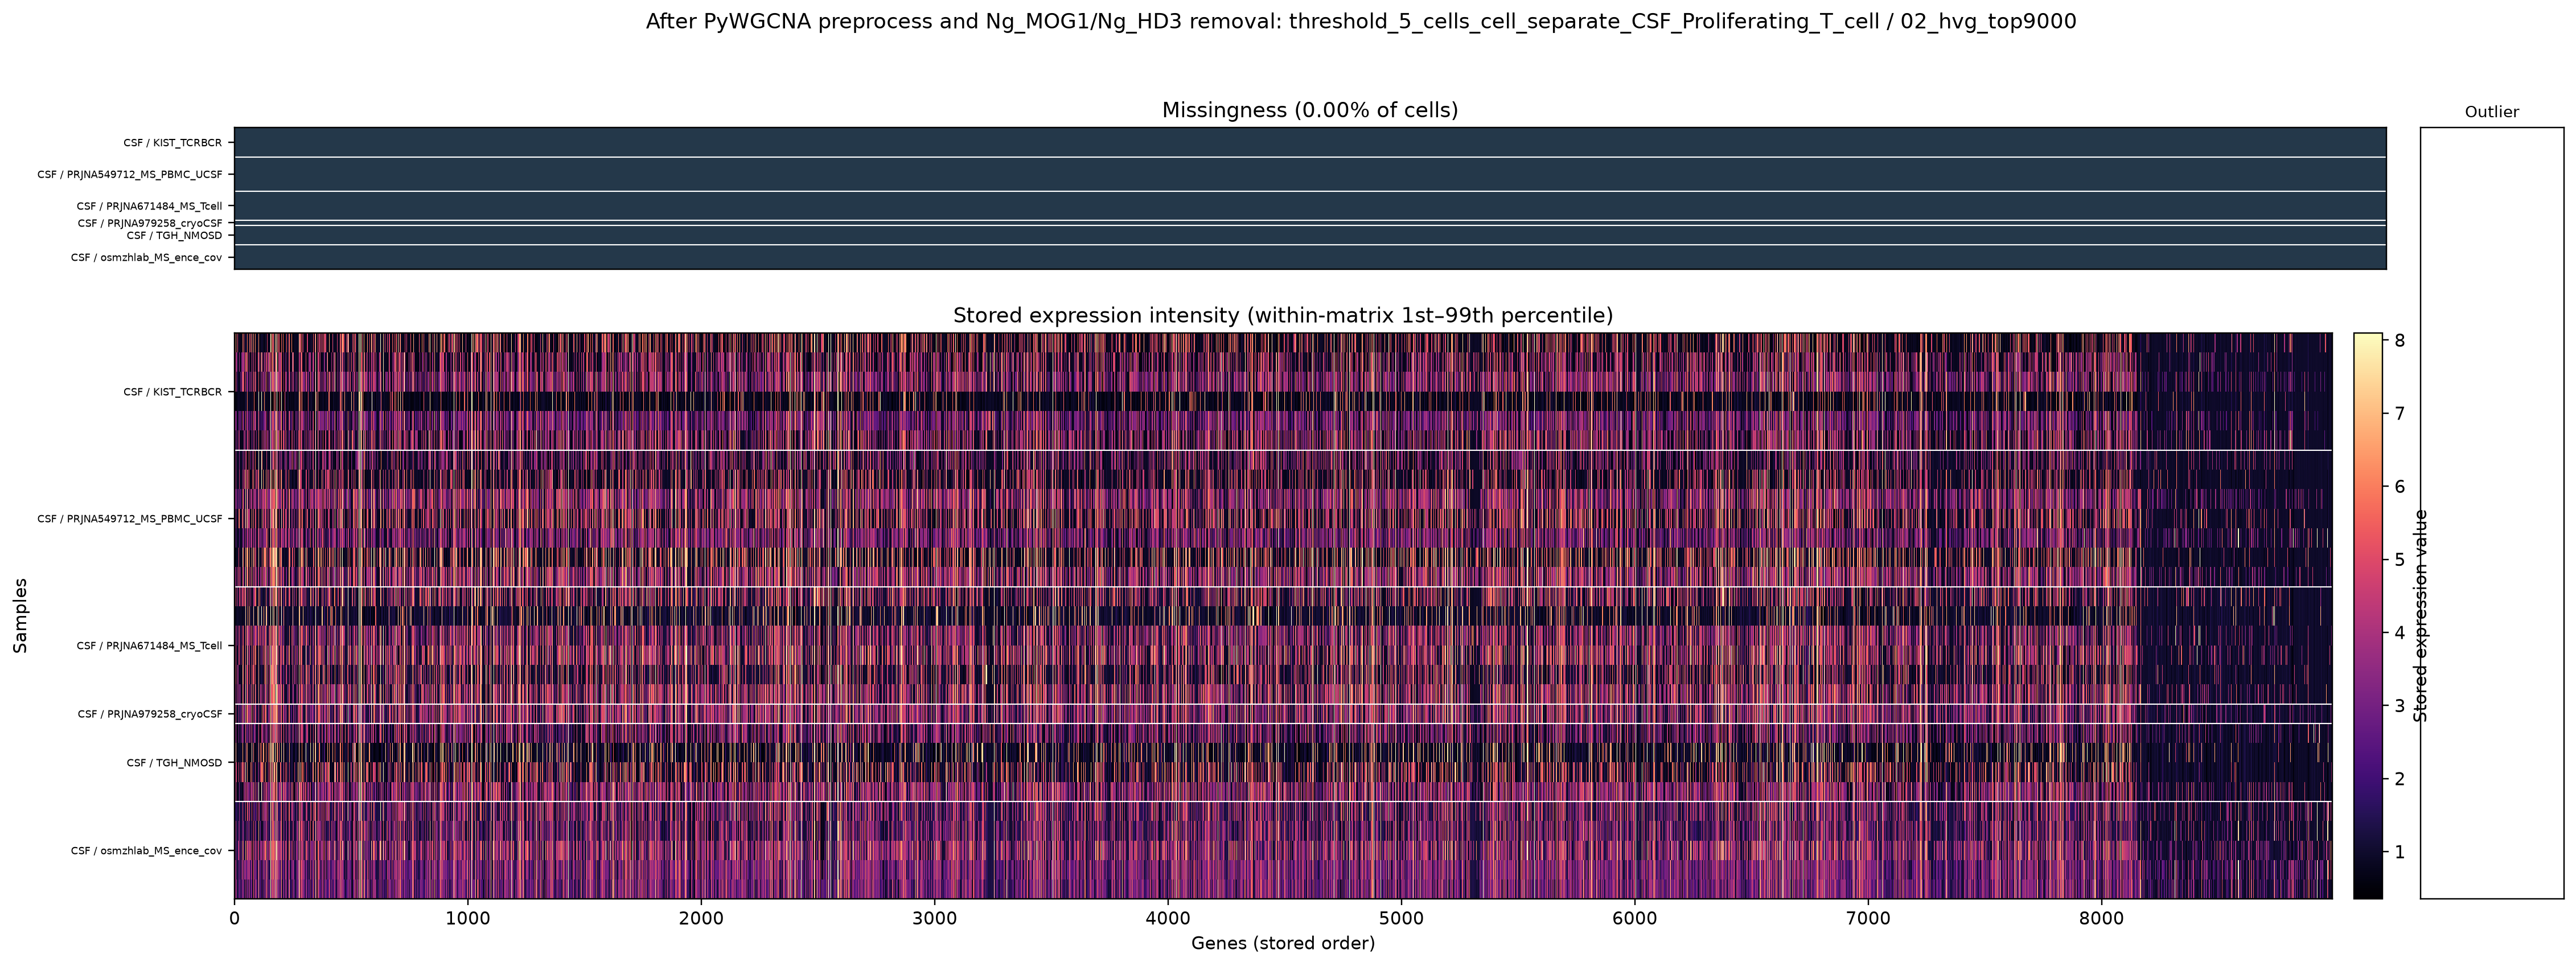 After PyWGCNA preprocess and Ng_MOG1/Ng_HD3 removal: threshold_5_cells_cell_separate_CSF_Proliferating_T_cell / 02_hvg_top9000
Missingness (0.00% of cells)
Outlier
CSF / KIST_TCRBCR
CSF / PRJNA549712_MS_PBMC_UCSF
CSF / PRJNA671484_MS_Tcell
CSF / PRJNA979258_cryoCSF
CSF / TGH_NMOSD
CSF / osmzhlab_MS_ence_cov
Stored expression intensity (within-matrix 1st–99th percentile)
Samples
CSF / KIST_TCRBCR
CSF / PRJNA549712_MS_PBMC_UCSF
CSF / PRJNA671484_MS_Tcell
CSF / PRJNA979258_cryoCSF
CSF / TGH_NMOSD
CSF / osmzhlab_MS_ence_cov
8
7
6
5
4
3
2
1
Stored expression value
0 1000 2000 3000 4000 5000 6000 7000 8000
Genes (stored order)